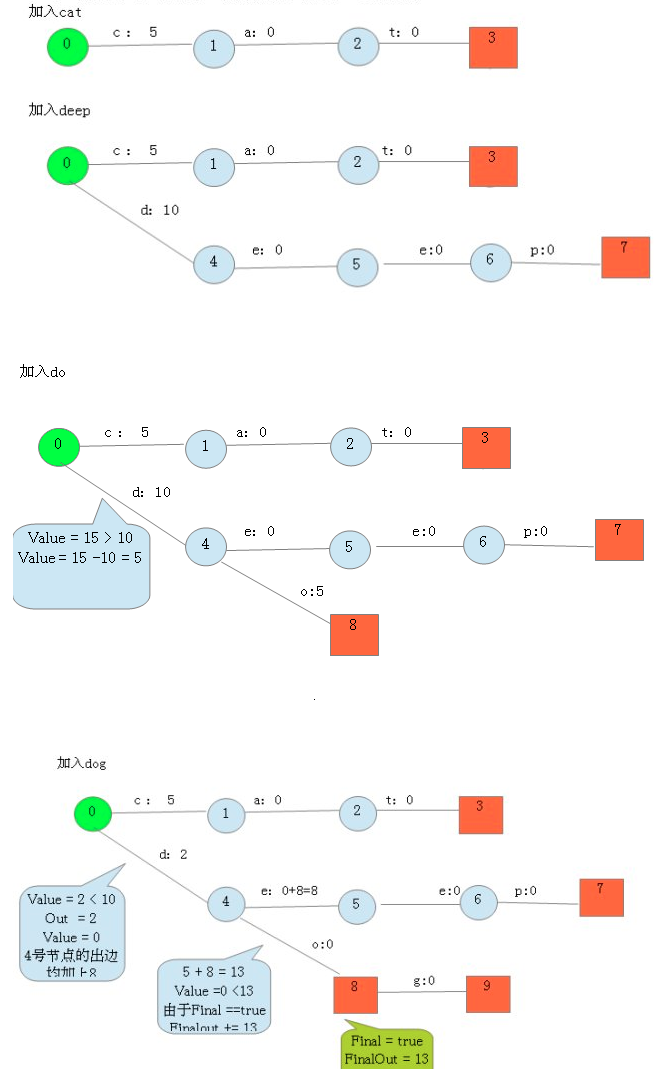 加入cat
0
c： 5
1
a：0
2
t：0
3
加入deep
0
c： 5
1
a：0
2
t：0
3
d：10
4
e：0
5
e:0
6
p:0
7
加入do
0
c： 5
1
a：0
2
t：0
3
d：10
Value = 15 > 10
Value = 15 -10 = 5
4
e：0
5
e:0
6
p:0
7
o:5
8
加入dog
0
c： 5
1
a：0
2
t：0
3
d：2
Value = 2 < 10
Out = 2
Value = 0
4号节点的出边
均加上8
4
e：0+8=8
5
e:0
6
p:0
7
o:0
5 + 8 = 13
Value =0 <13
由于Final ==true
Finalout += 13
8
g:0
9
Final = true
FinalOut = 13